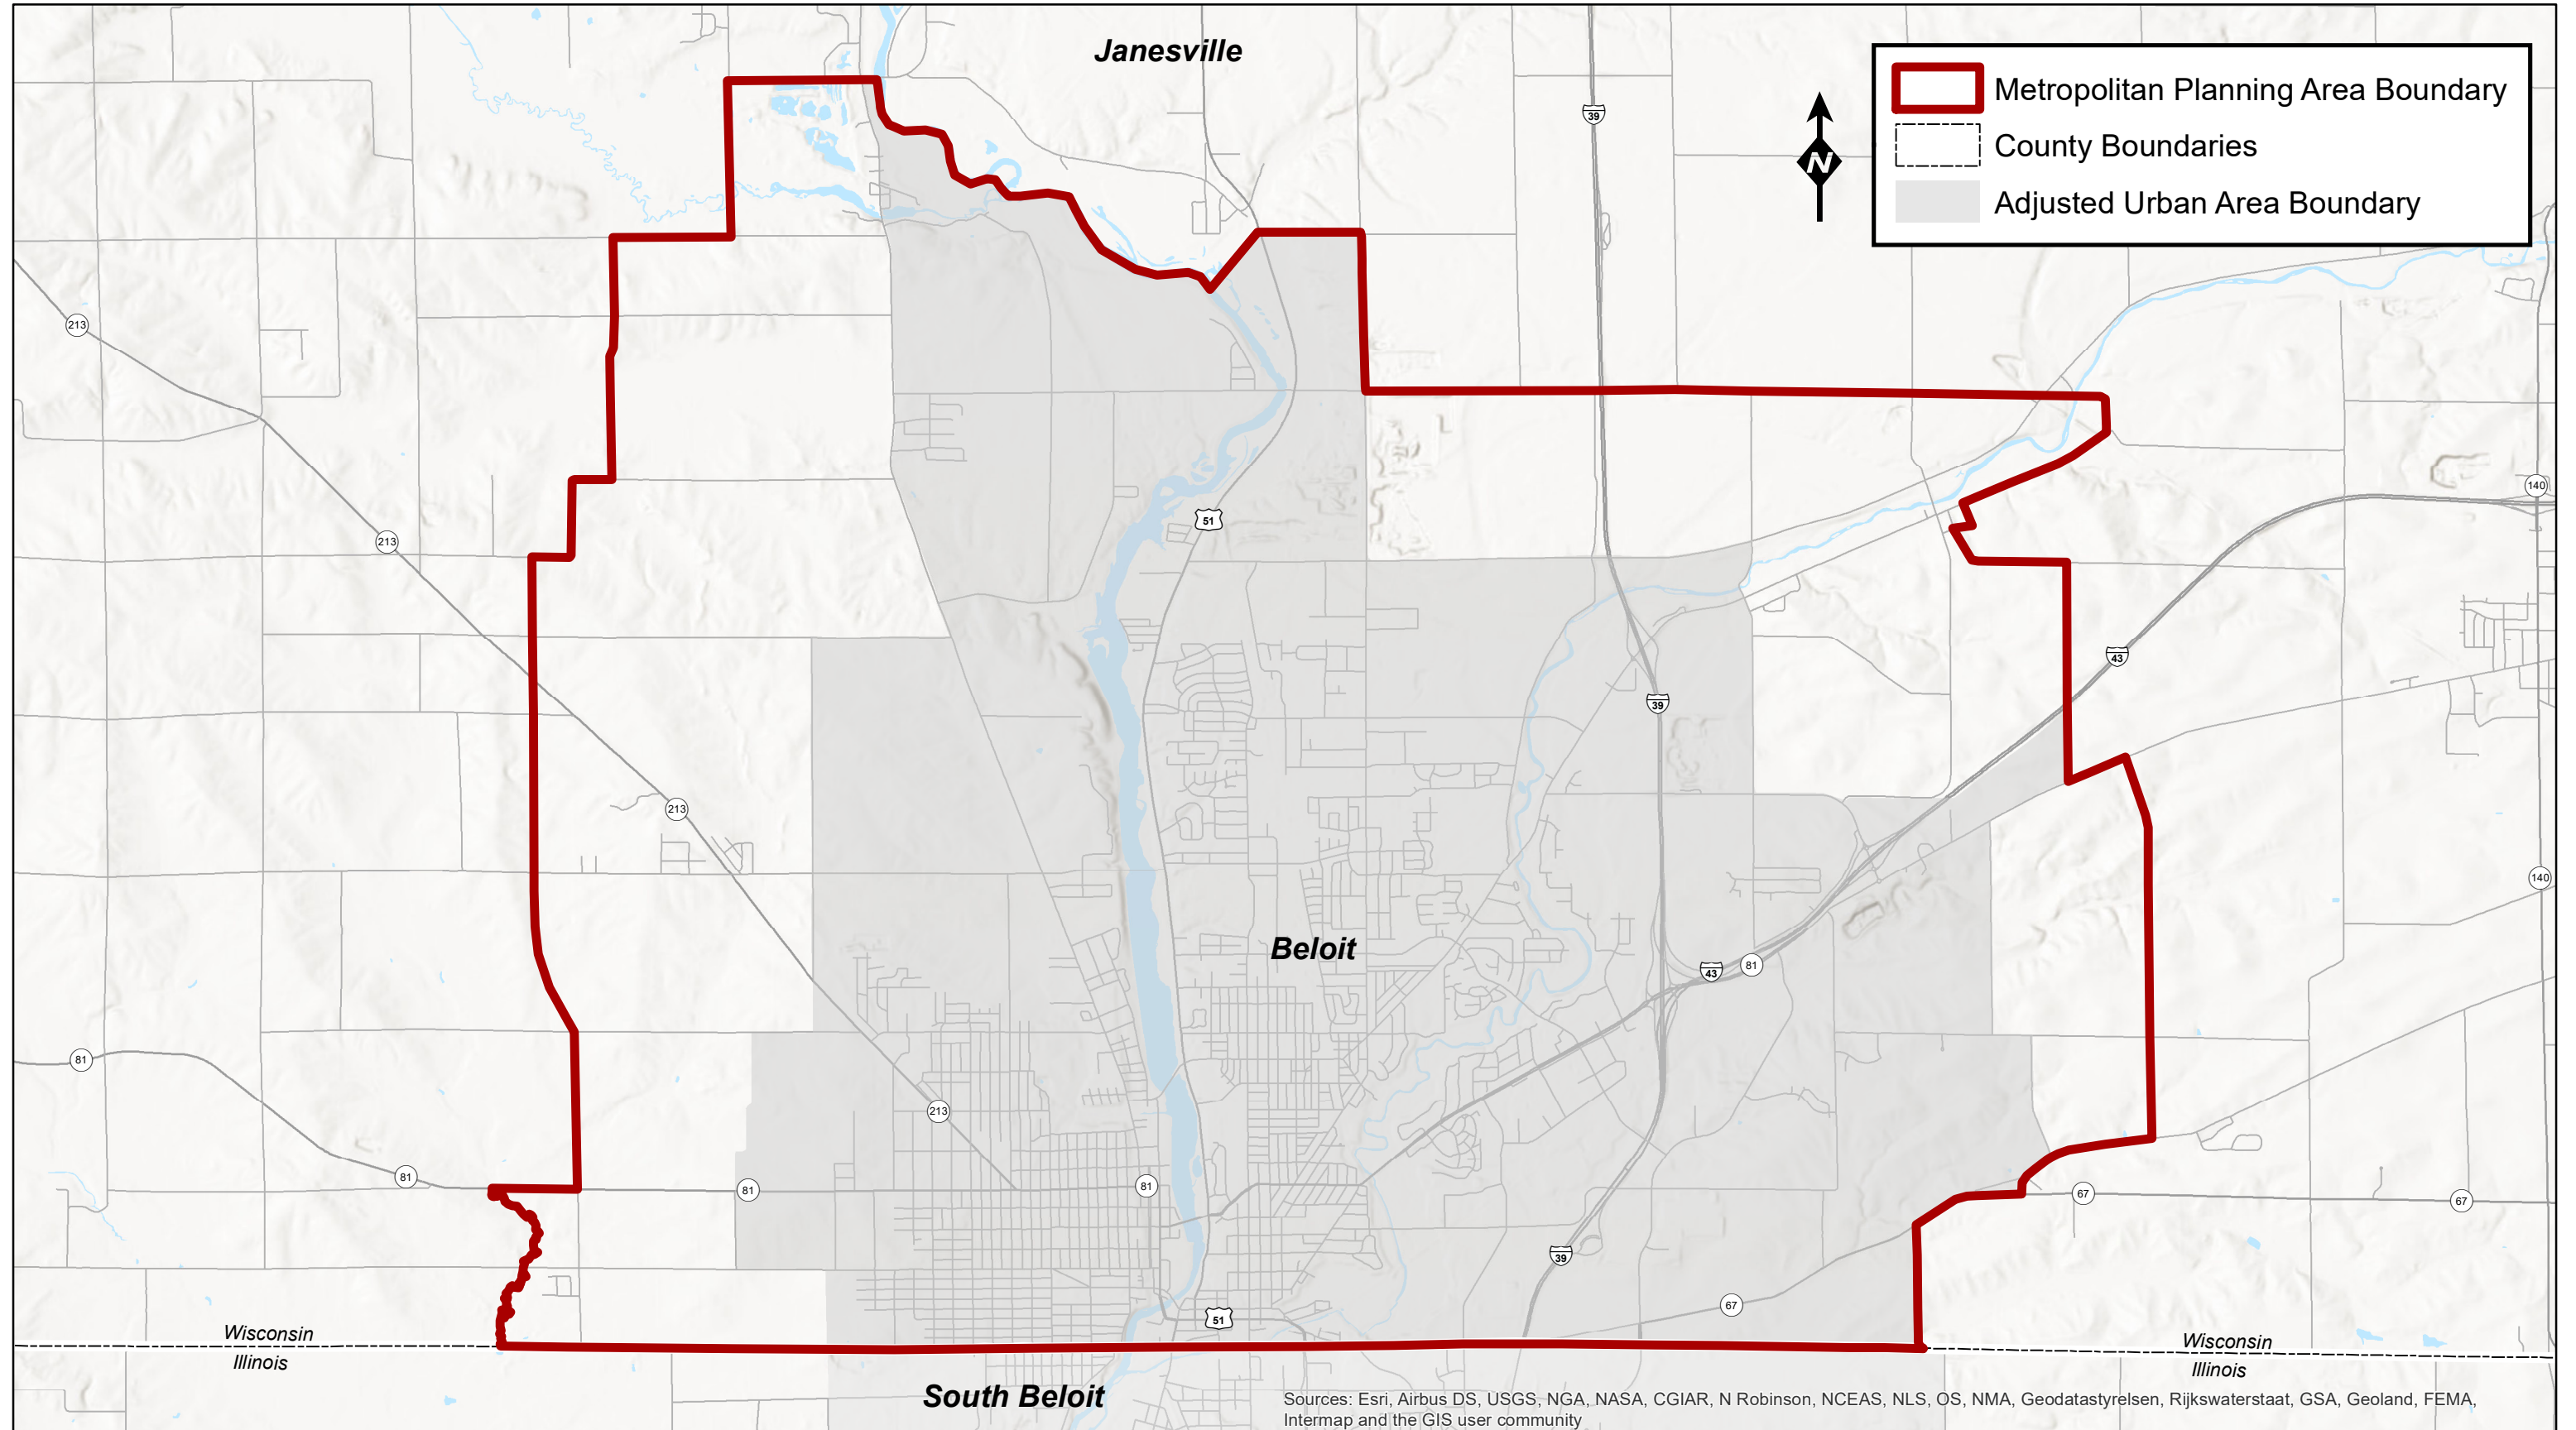 Janesville
Metropolitan Planning Area Boundary
County Boundaries
Adjusted Urban Area Boundary
N
39
213
140
51
213
43
39
213
140
Beloit
43
81
81
213
81
81
81
67
67
39
67
51
Wisconsin
Illinois
Wisconsin
Illinois
South Beloit
Sources: Esri, Airbus DS, USGS, NGA, NASA, CGIAR, N Robinson, NCEAS, NLS, OS, NMA, Geodatastyrelsen, Rijkswaterstaat, GSA, Geoland, FEMA,
Intermap and the GIS user community